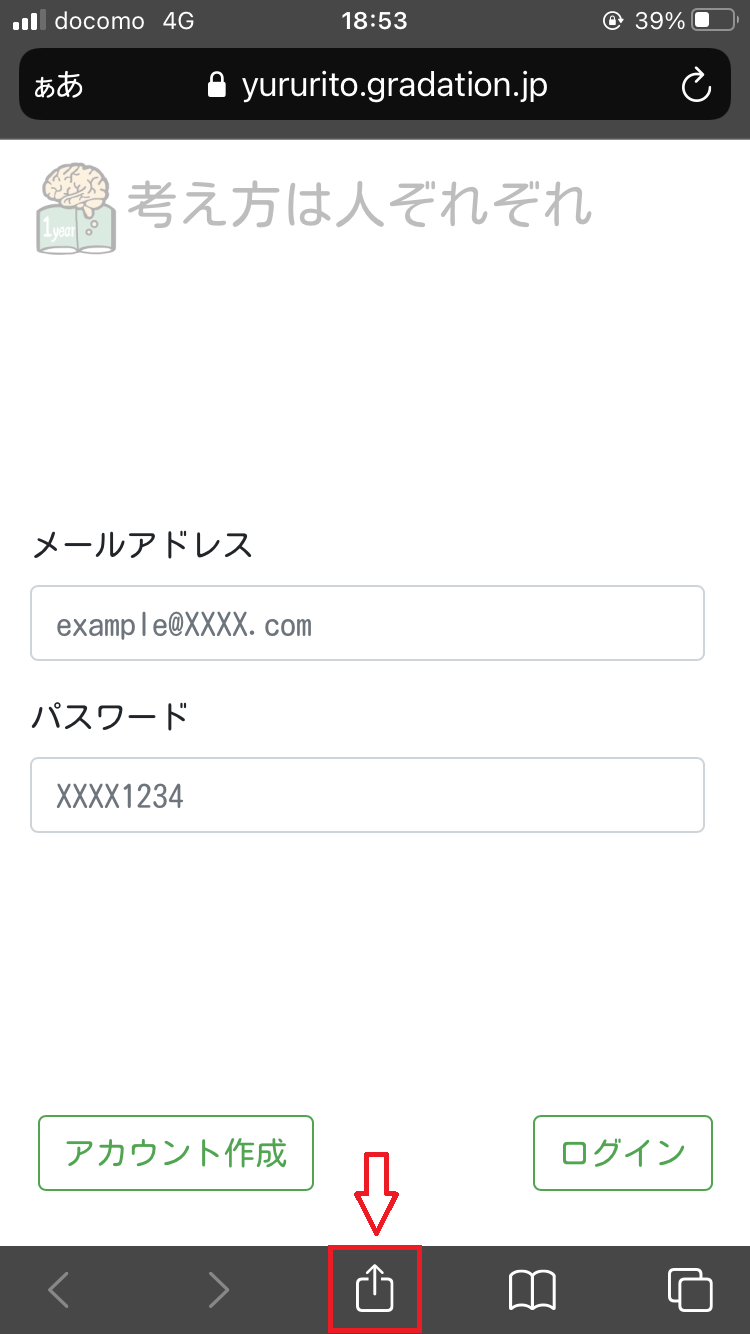 docomo 4G 18:53 39%
ぁあ yururito.gradation.jp
1year 考え方は人ぞれぞれ
メールアドレス
example@XXXX.com
パスワード
XXXX1234
アカウント作成 ログイン